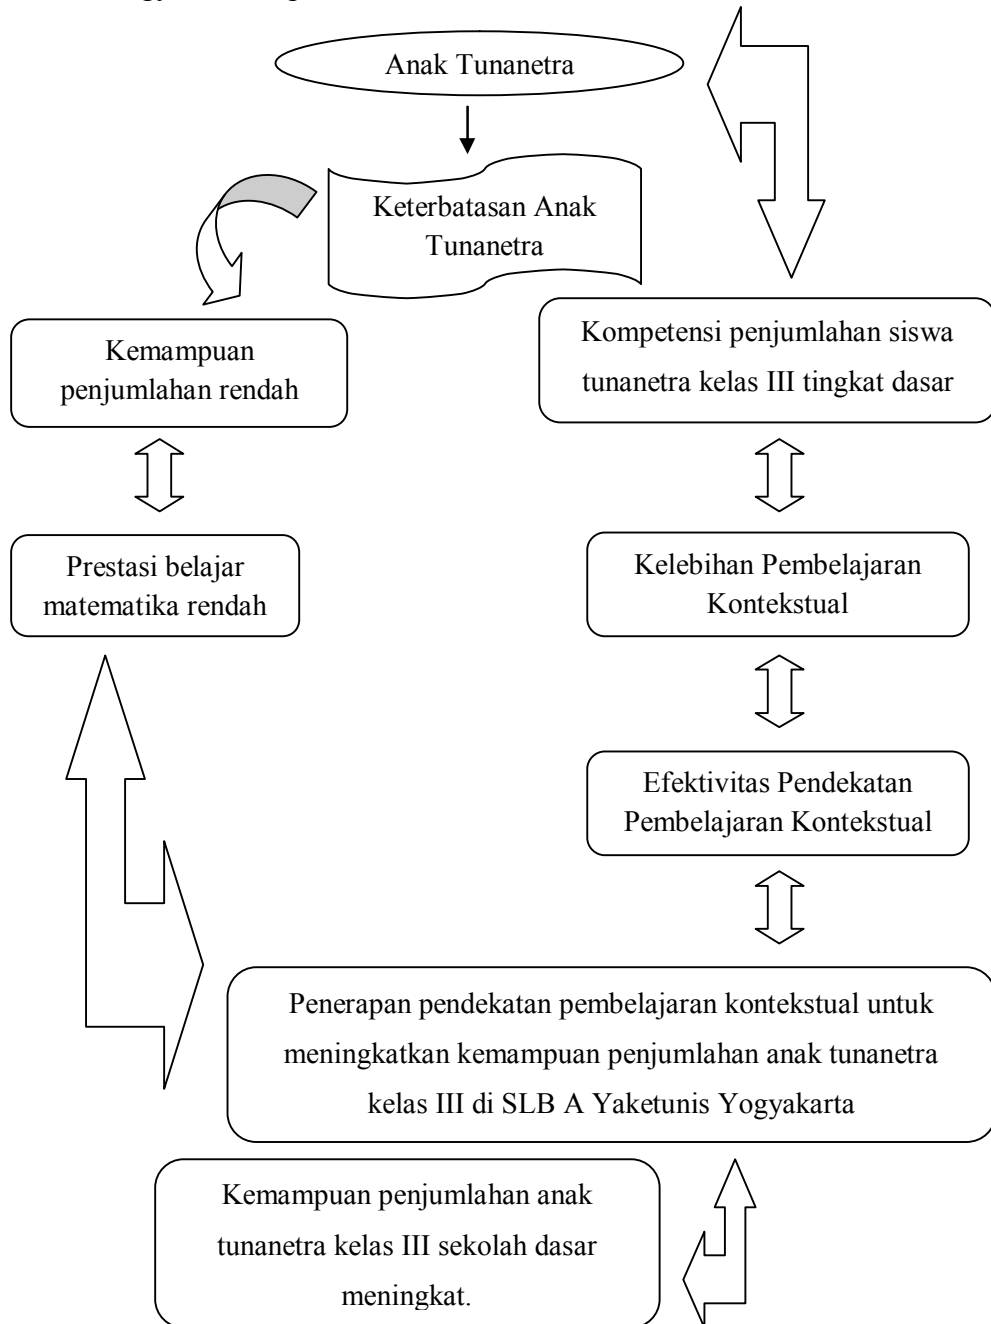 Anak Tunanetra
Keterbatasan Anak
Tunanetra
Kemampuan
penjumlahan rendah
Kompetensi penjumlahan siswa
tunanetra kelas III tingkat dasar
Prestasi belajar
matematika rendah
Kelebihan Pembelajaran
Kontekstual
Efektivitas Pendekatan
Pembelajaran Kontekstual
Penerapan pendekatan pembelajaran kontekstual untuk
meningkatkan kemampuan penjumlahan anak tunanetra
kelas III di SLB A Yaketunis Yogyakarta
Kemampuan penjumlahan anak
tunanetra kelas III sekolah dasar
meningkat.